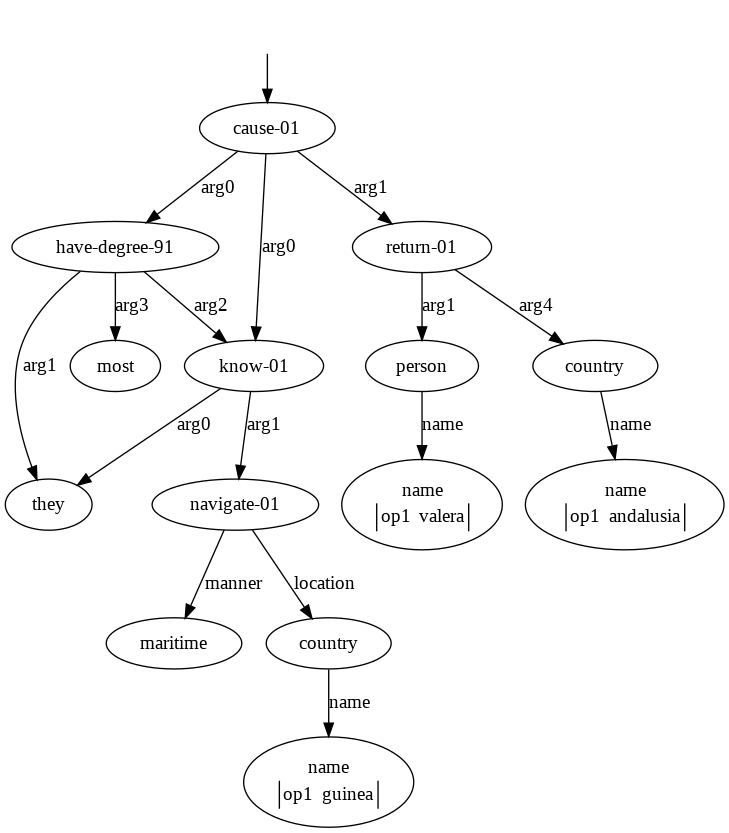 cause-01
arg0
arg1
have-degree-91
arg0
return-01
arg3
arg2
arg1
arg4
arg1
most
know-01
person
country
arg0
arg1
name
name
they
navigate-01
name
op1 valera
name
op1 andalusia
manner
location
maritime
country
name
name
op1 guinea